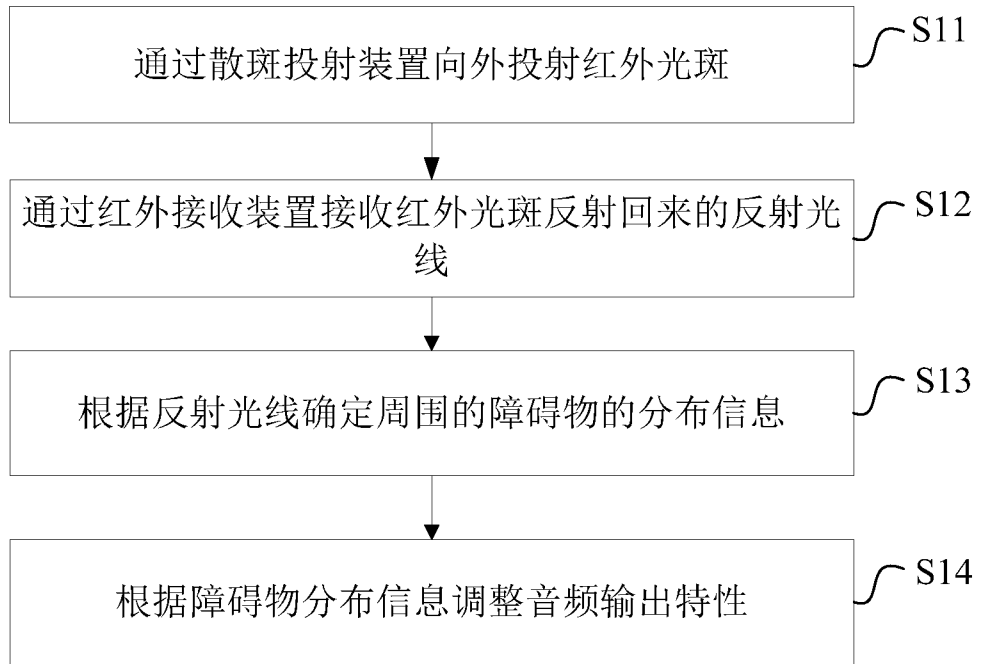 S11
通过散斑投射装置向外投射红外光斑
S12
通过红外接收装置接收红外光斑反射回来的反射光
线
S13
根据反射光线确定周围的障碍物的分布信息
S14
根据障碍物分布信息调整音频输出特性